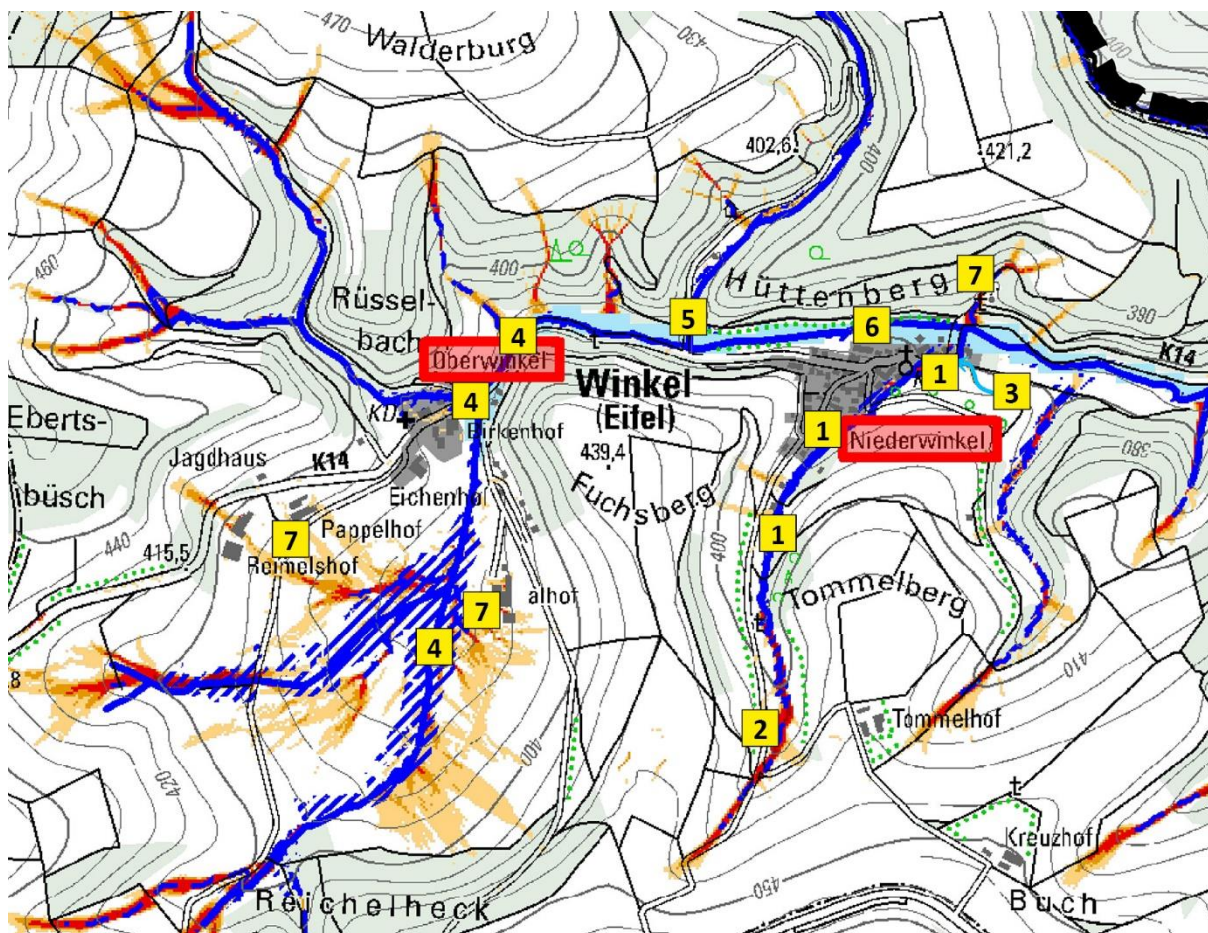 470
Walderburg
430
400
400
402,6
421,2
460
400
Hüttenberg
7
Rüssel-
bach
4
5
6
390
K14
Oberwinkel
Winkel
(Eifel)
1
3
4
KD
Birkenhof
Eberts-
büsch
Jagdhaus
K14
439,4
1
Niederwinkel
380
Eichenhof
Fuchsberg
Pappelhof
7
Reimelshof
440
415,5
400
1
Tommelberg
7
alhof
4
8
410
2
Tommelhof
400
420
Kreuzhof
450
Reichelheck
Buch